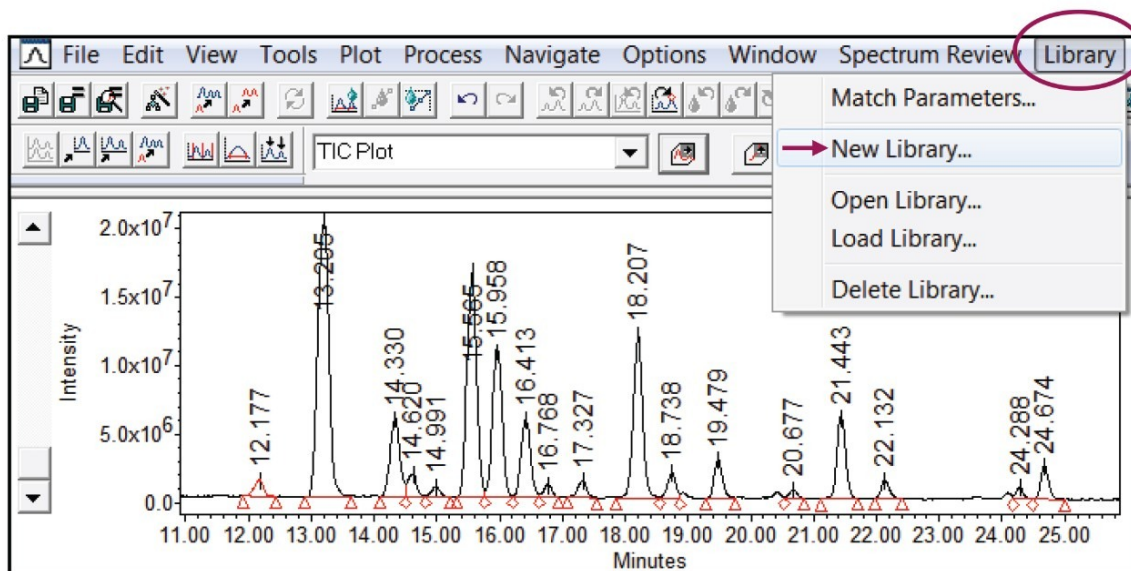 File Edit View Tools Plot Process Navigate Options Window Spectrum Review Library
Match Parameters...
New Library...
Open Library...
Load Library...
Delete Library...
TIC Plot
2.0x10⁷
1.5x10⁷
1.0x10⁷
5.0x10⁶
0.0
Intensity
12.177
13.205
14.330
14.620
14.991
15.565
15.958
16.413
16.768
17.327
18.207
18.738
19.479
20.677
21.443
22.132
24.288
24.674
11.00 12.00 13.00 14.00 15.00 16.00 17.00 18.00 19.00 20.00 21.00 22.00 23.00 24.00 25.00
Minutes